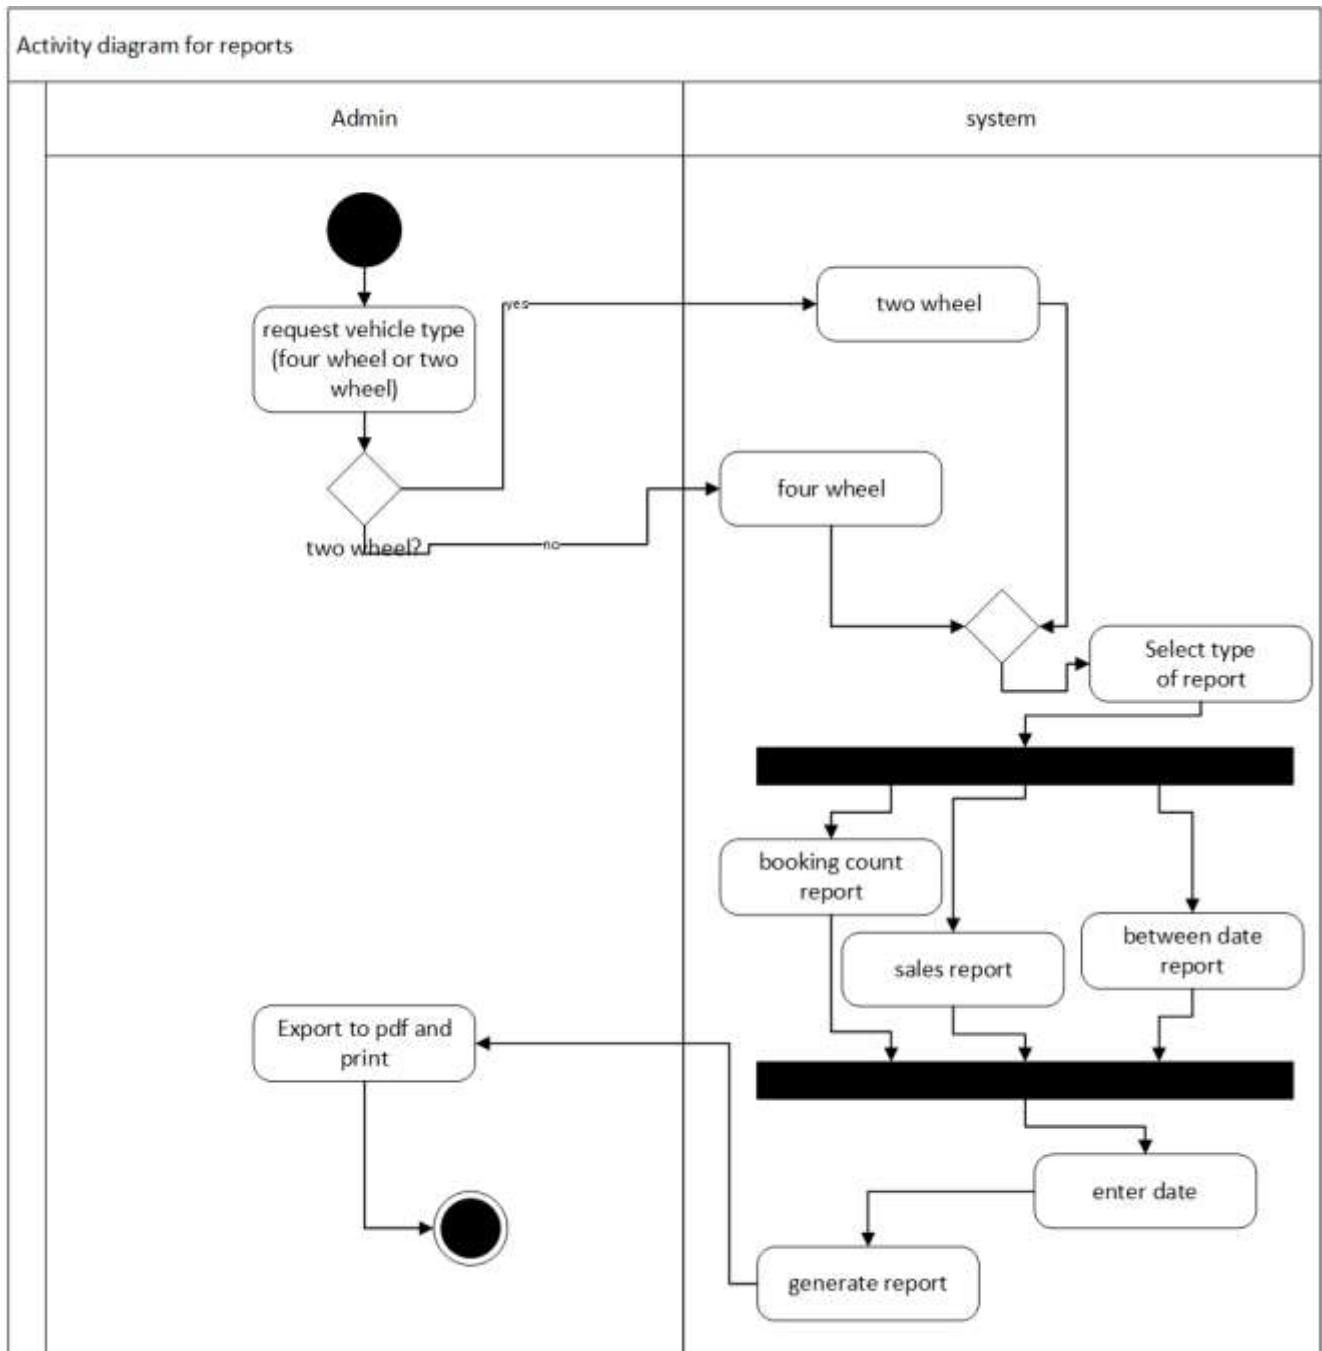 Activity diagram for reports
Admin
system
yes
two wheel
request vehicle type
(four wheel or two
wheel)
four wheel
two wheel?
no
Select type
of report
booking count
report
between date
report
sales report
Export to pdf and
print
enter date
generate report